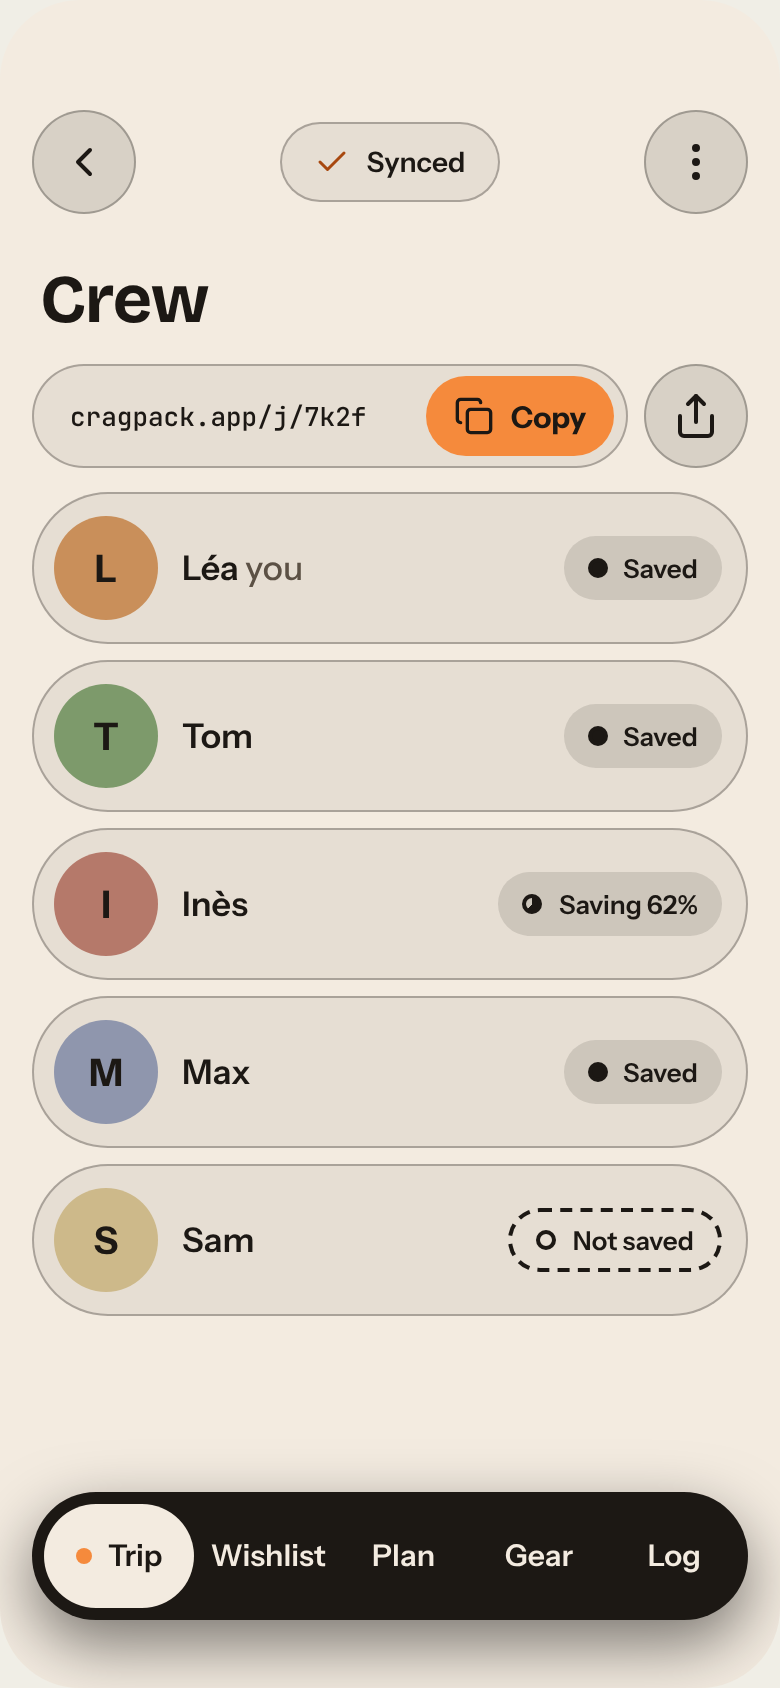 Synced
Crew
cragpack.app/j/7k2f Copy
L Léa you Saved
T Tom Saved
I Inès Saving 62%
M Max Saved
S Sam Not saved
Trip Wishlist Plan Gear Log